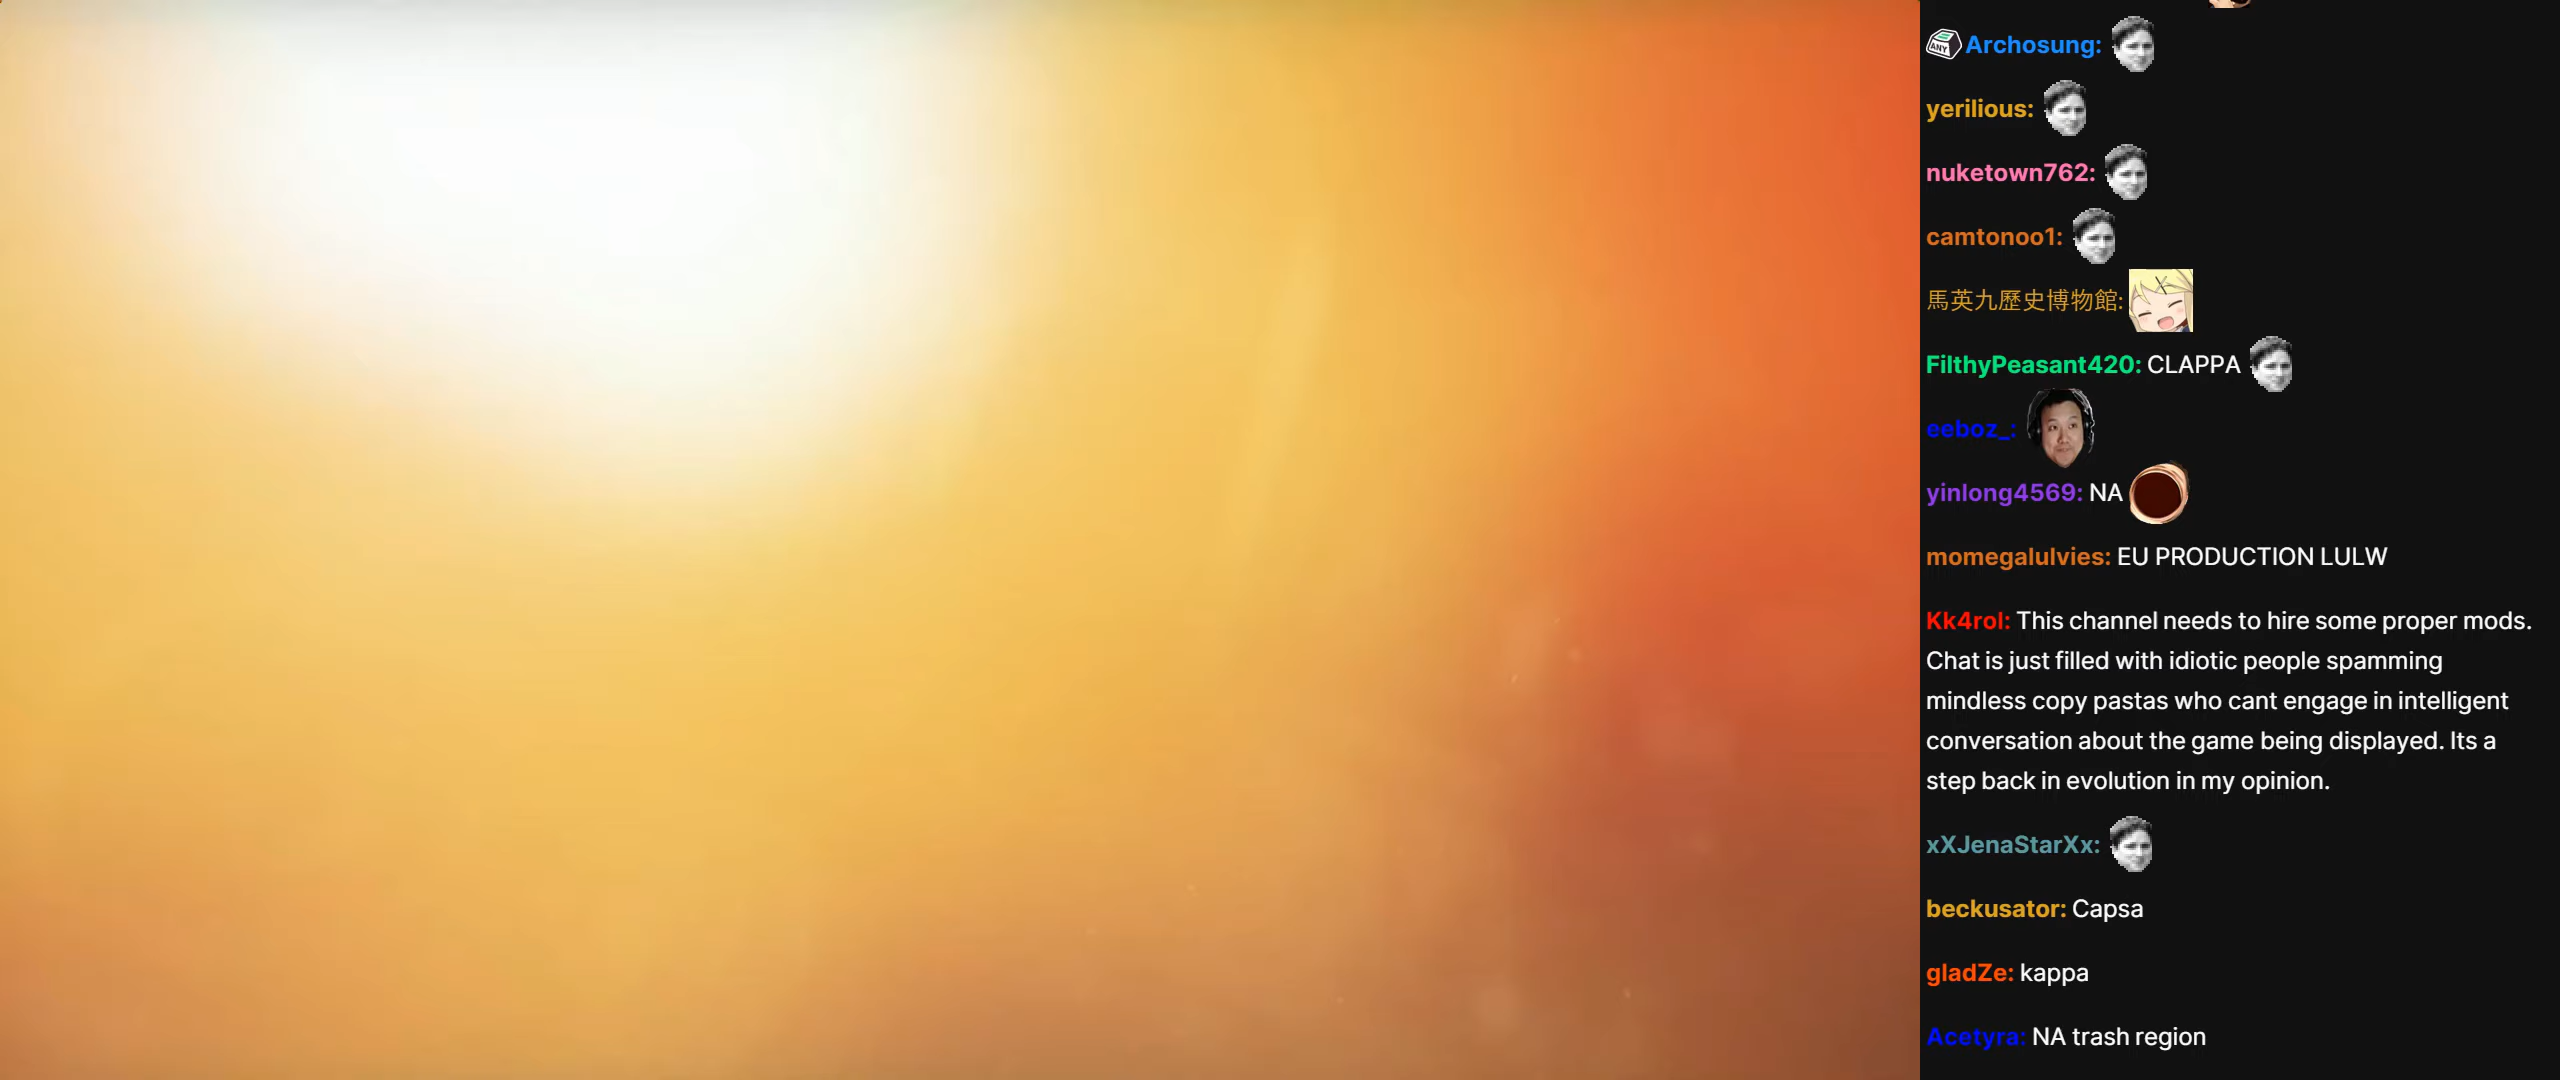 ANY Archosung:
yerilious:
nuketown762:
camtonoo1:
馬英九歷史博物館:
FilthyPeasant420: CLAPPA
eeboz_:
yinlong4569: NA
momegalulvies: EU PRODUCTION LULW
Kk4rol: This channel needs to hire some proper mods.
Chat is just filled with idiotic people spamming
mindless copy pastas who cant engage in intelligent
conversation about the game being displayed. Its a
step back in evolution in my opinion.
xXJenaStarXx:
beckusator: Capsa
gladZe: kappa
Acetyra: NA trash region